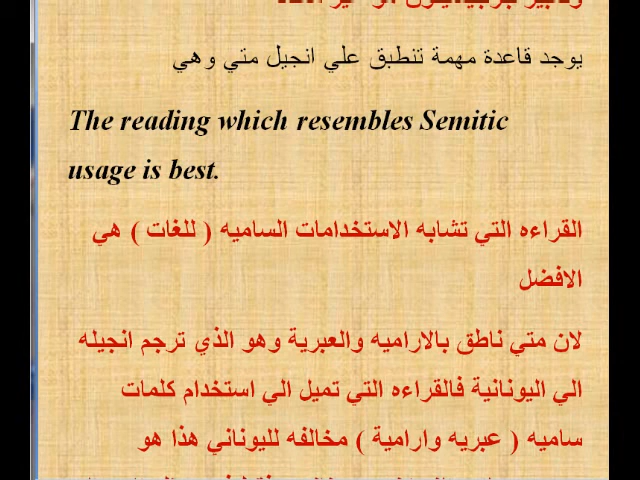 يوجد قاعدة مهمة تنطبق علي انجيل متي وهي
The reading which resembles Semitic
usage is best.
القراءه التي تشابه الاستخدامات الساميه ( للغات ) هي
الافضل
لان متي ناطق بالاراميه والعبرية وهو الذي ترجم انجيله
الي اليونانية فالقراءه التي تميل الي استخدام كلمات
ساميه ( عبريه وارامية ) مخالفه لليوناني هذا هو